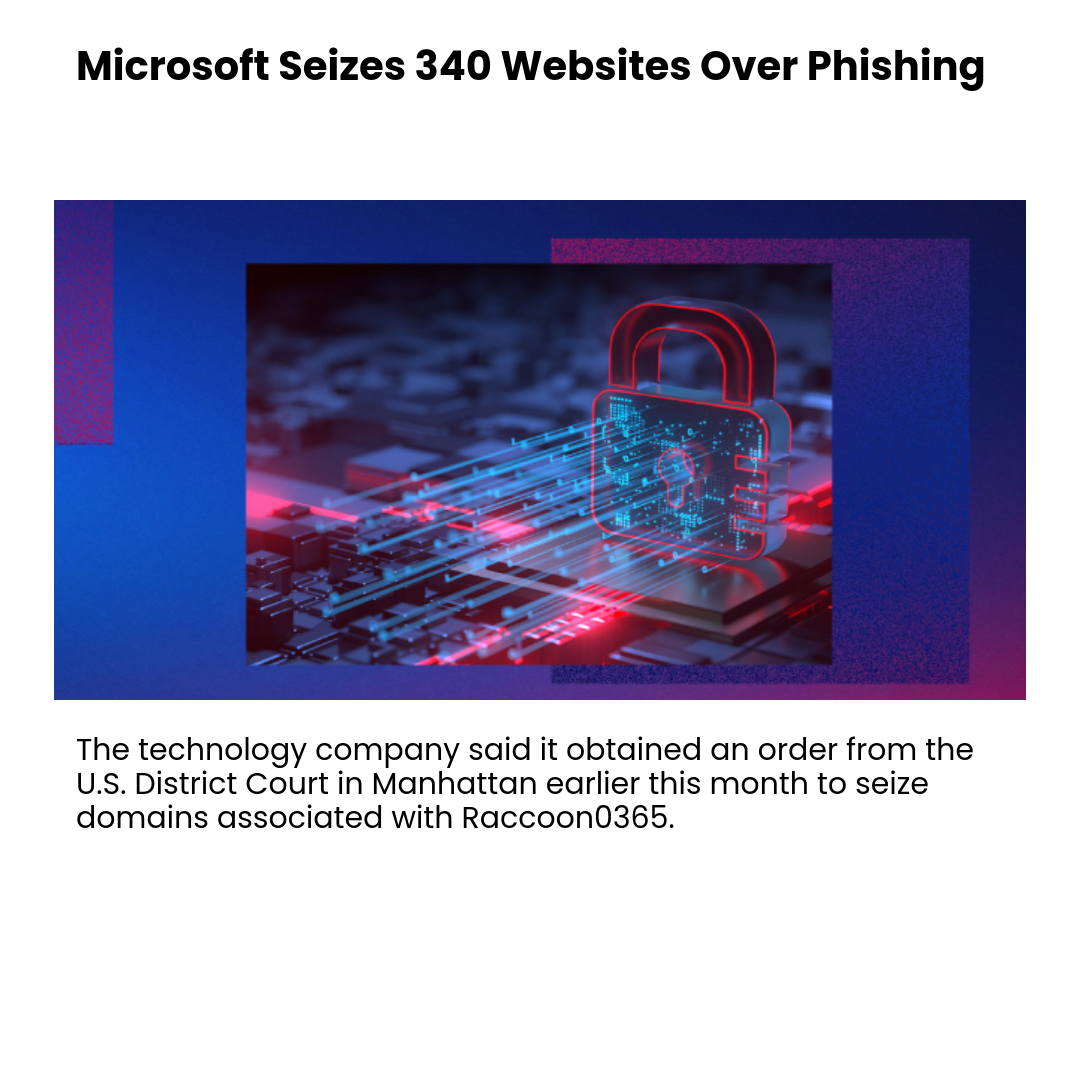 Microsoft Seizes 340 Websites Over Phishing
The technology company said it obtained an order from the
U.S. District Court in Manhattan earlier this month to seize
domains associated with Raccoon0365.